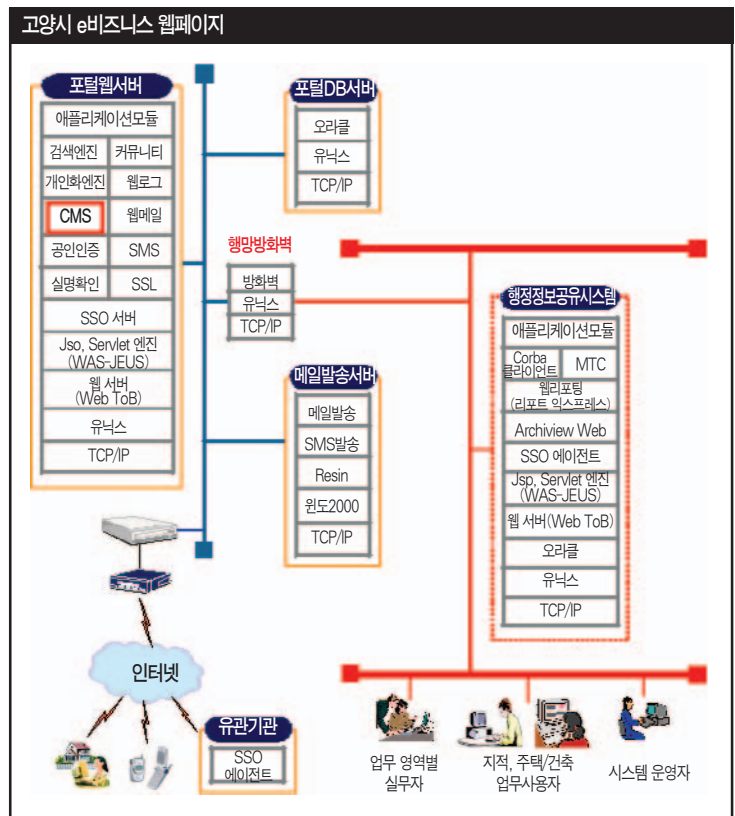 고양시 e비즈니스 웹페이지
포털웹서버
애플리케이션모듈
검색엔진
커뮤니티
개인화엔진
웹로그
CMS
웹메일
공인인증
SMS
실명확인
SSL
SSO 서버
Jso, Servlet 엔진
(WAS-JEUS)
웹 서버
(Web ToB)
유닉스
TCP/IP
포털DB서버
오라클
유닉스
TCP/IP
행망방화벽
방화벽
유닉스
TCP/IP
메일발송서버
메일발송
SMS발송
Resin
윈도2000
TCP/IP
행정정보공유시스템
애플리케이션모듈
Corba
클라이언트
MTC
웹리포팅
(리포트 익스프레스)
Archiview Web
SSO 에이전트
Jsp, Servlet 엔진
(WAS-JEUS)
웹 서버(Web ToB)
오라클
유닉스
TCP/IP
인터넷
유관기관
SSO
에이전트
업무 영역별
실무자
지적, 주택/건축
업무사용자
시스템 운영자